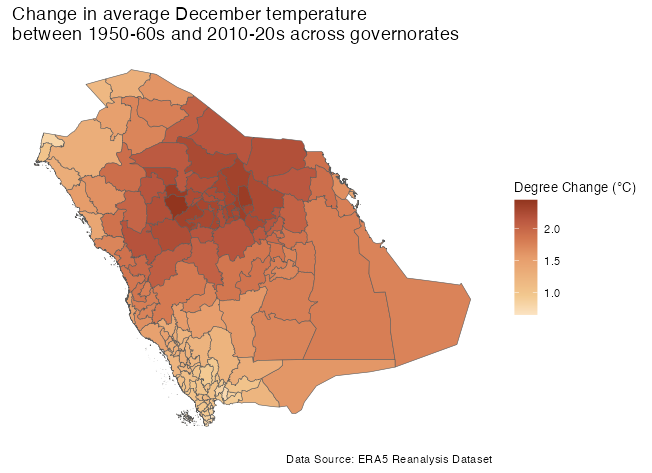 Change in average December temperature
between 1950-60s and 2010-20s across governorates
Degree Change (°C)
2.0
1.5
1.0
Data Source: ERA5 Reanalysis Dataset